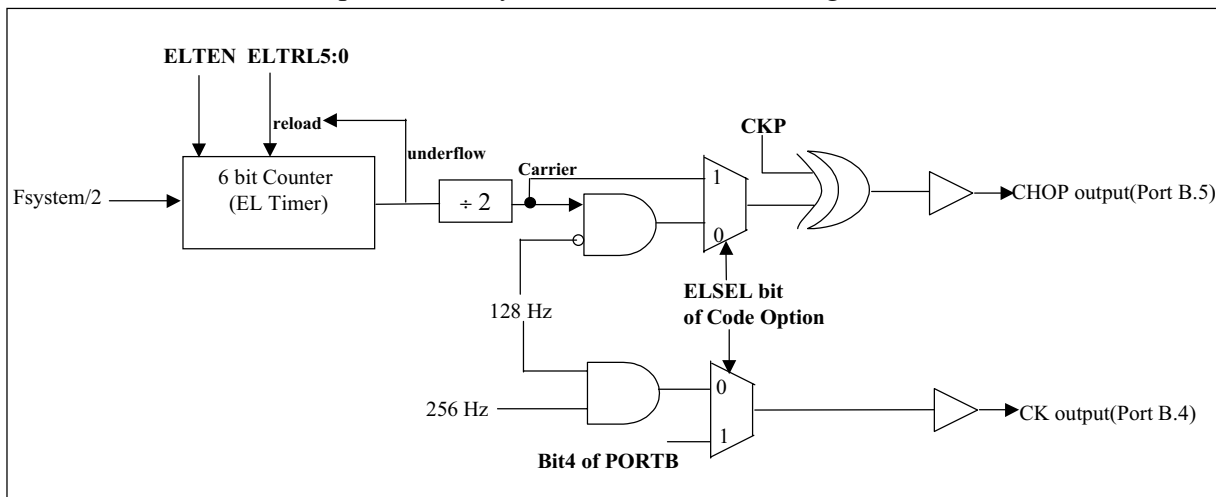 ELTEN ELTRL5:0
reload
underflow
CKP
Carrier
Fsystem/2
6 bit Counter
(EL Timer)
÷ 2
1
0
CHOP output(Port B.5)
128 Hz
ELSEL bit
of Code Option
256 Hz
0
1
CK output(Port B.4)
Bit4 of PORTB